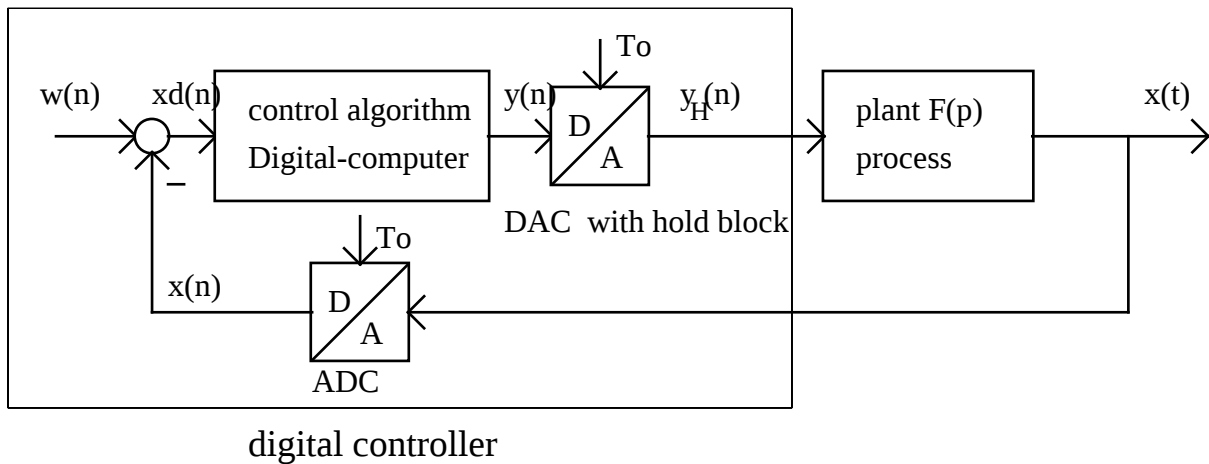 To
w(n)
xd(n)
control algorithm
Digital-computer
y(n)
D
A
yH(n)
plant F(p)
process
x(t)
DAC with hold block
To
x(n)
D
A
ADC
digital controller